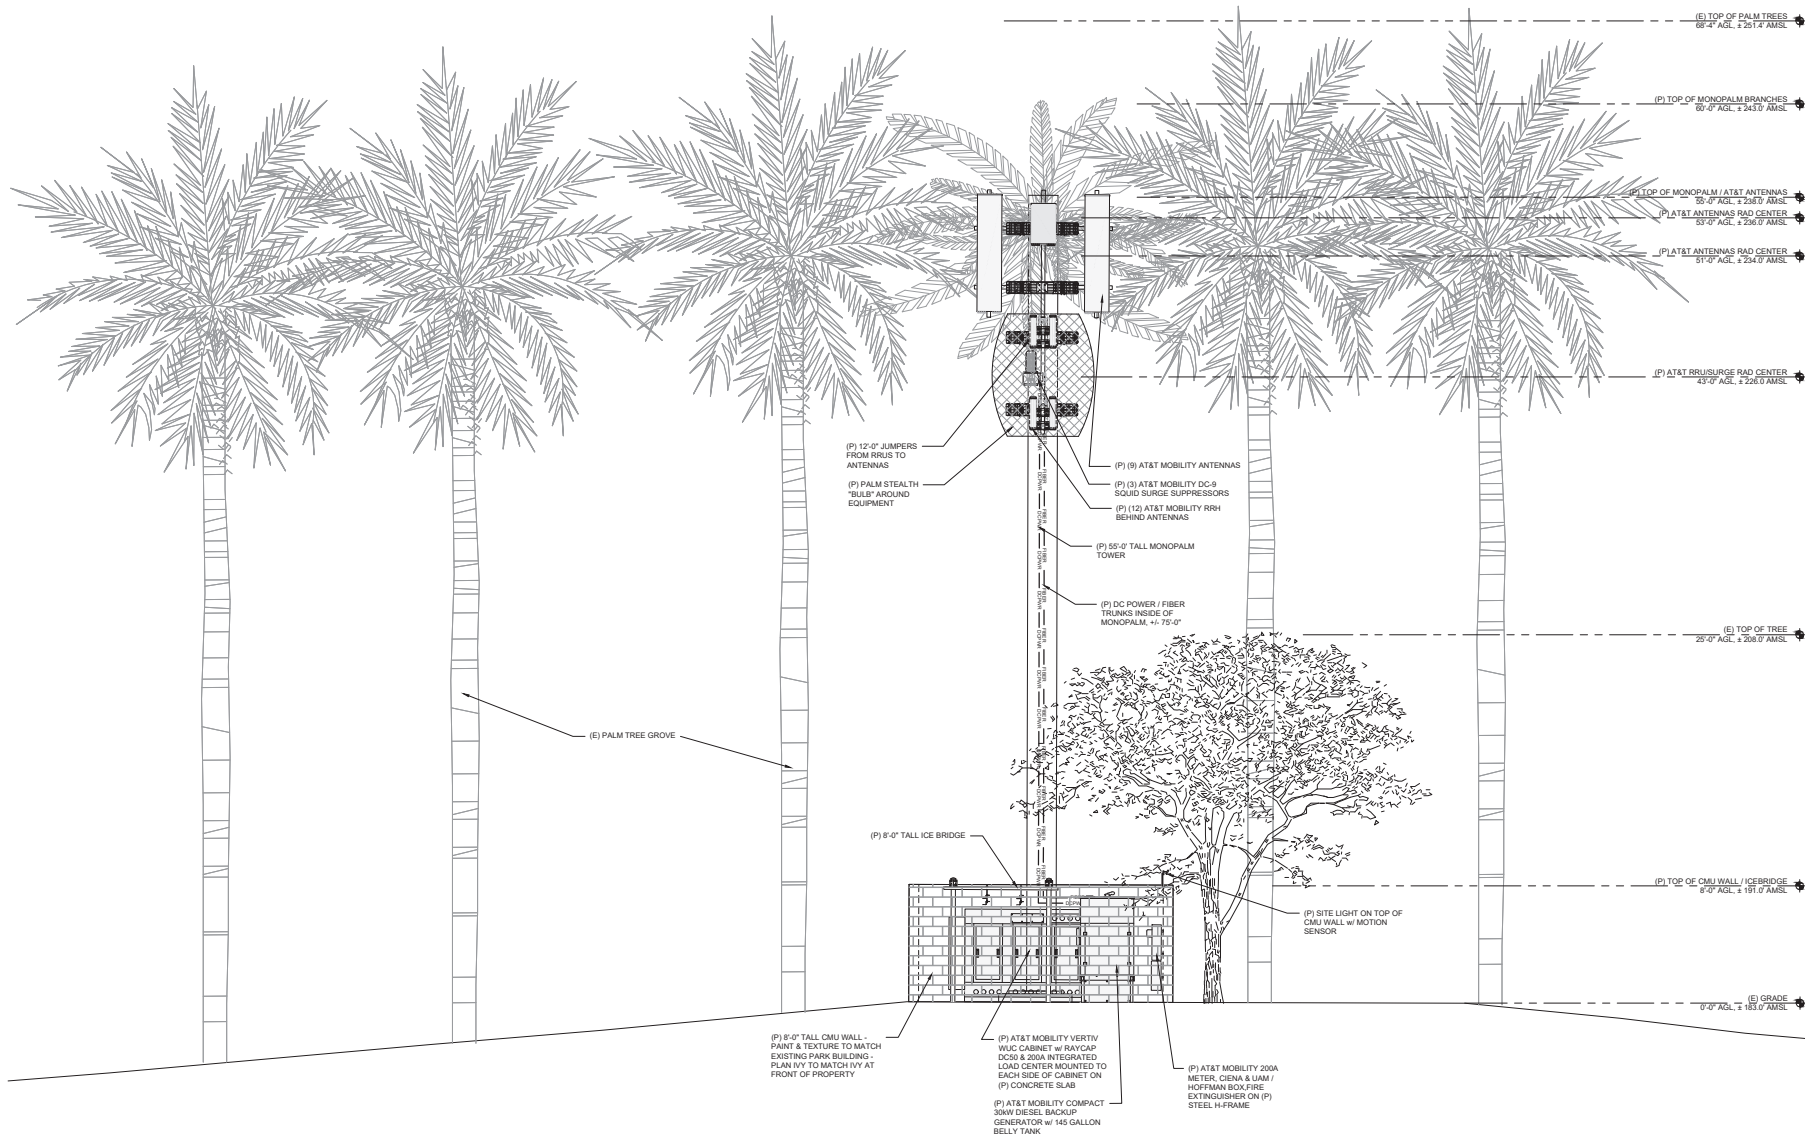 (E) TOP OF PALM TREES
68'-4" AGL, ± 251.4' AMSL
(P) TOP OF MONOPALM BRANCHES
60'-0" AGL, ± 243.0' AMSL
(P) TOP OF MONOPALM / AT&T ANTENNAS
55'-0" AGL, ± 238.0' AMSL
(P) AT&T ANTENNAS RAD CENTER
53'-0" AGL, ± 236.0' AMSL
(P) AT&T ANTENNAS RAD CENTER
51'-0" AGL, ± 234.0' AMSL
(P) AT&T RRU/SURGE RAD CENTER
43'-0" AGL, ± 226.0 AMSL
(P) 12'-0" JUMPERS
FROM RRUS TO
ANTENNAS
(P) PALM STEALTH
"BULB" AROUND
EQUIPMENT
(P) (9) AT&T MOBILITY ANTENNAS
(P) (3) AT&T MOBILITY DC-9
SQUID SURGE SUPPRESSORS
(P) (12) AT&T MOBILITY RRH
BEHIND ANTENNAS
(P) 55'-0' TALL MONOPALM
TOWER
(P) DC POWER / FIBER
TRUNKS INSIDE OF
MONOPALM, +/- 75'-0"
(E) TOP OF TREE
25'-0" AGL, ± 208.0' AMSL
(E) PALM TREE GROVE
(P) 8'-0" TALL ICE BRIDGE
(P) TOP OF CMU WALL / ICEBRIDGE
8'-0" AGL, ± 191.0' AMSL
(P) SITE LIGHT ON TOP OF
CMU WALL w/ MOTION
SENSOR
(E) GRADE
0'-0" AGL, ± 183.0' AMSL
(P) 8'-0" TALL CMU WALL -
PAINT & TEXTURE TO MATCH
EXISTING PARK BUILDING -
PLAN IVY TO MATCH IVY AT
FRONT OF PROPERTY
(P) AT&T MOBILITY VERTIV
WUC CABINET w/ RAYCAP
DC50 & 200A INTEGRATED
LOAD CENTER MOUNTED TO
EACH SIDE OF CABINET ON
(P) CONCRETE SLAB
(P) AT&T MOBILITY COMPACT
30kW DIESEL BACKUP
GENERATOR w/ 145 GALLON
BELLY TANK
(P) AT&T MOBILITY 200A
METER, CIENA & UAM /
HOFFMAN BOX,FIRE
EXTINGUISHER ON (P)
STEEL H-FRAME